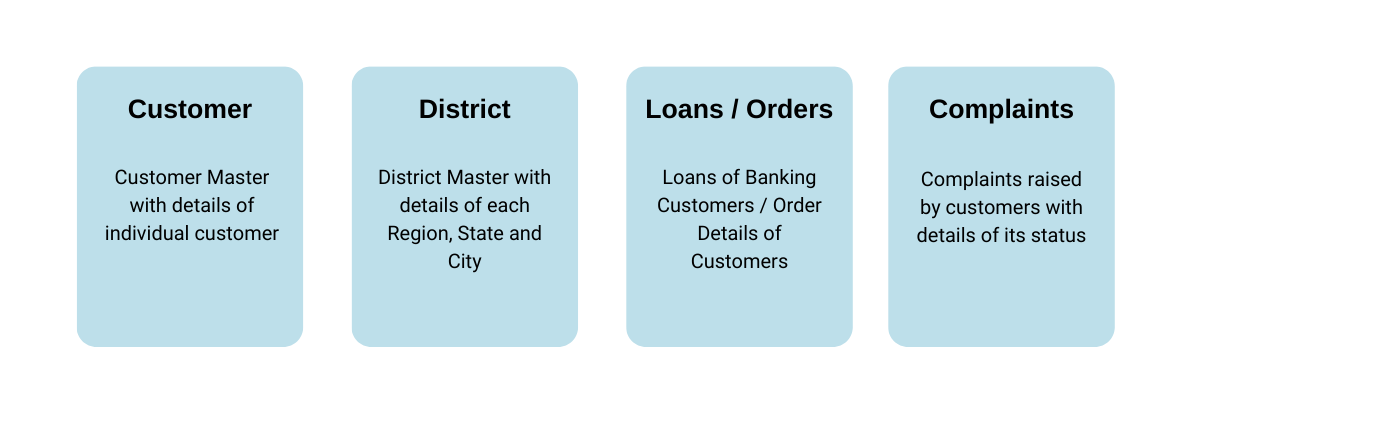 Customer
Customer Master
with details of
individual customer
District
District Master with
details of each
Region, State and
City
Loans / Orders
Loans of Banking
Customers / Order
Details of
Customers
Complaints
Complaints raised
by customers with
details of its status